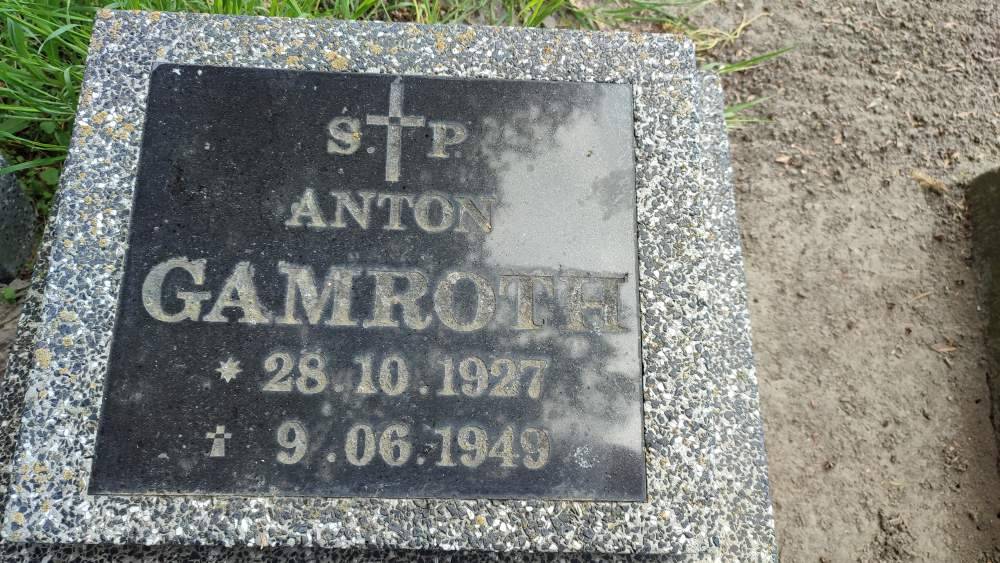 S. P.
ANTON
GAMROTH
* 28.10.1927
✝ 9.06.1949